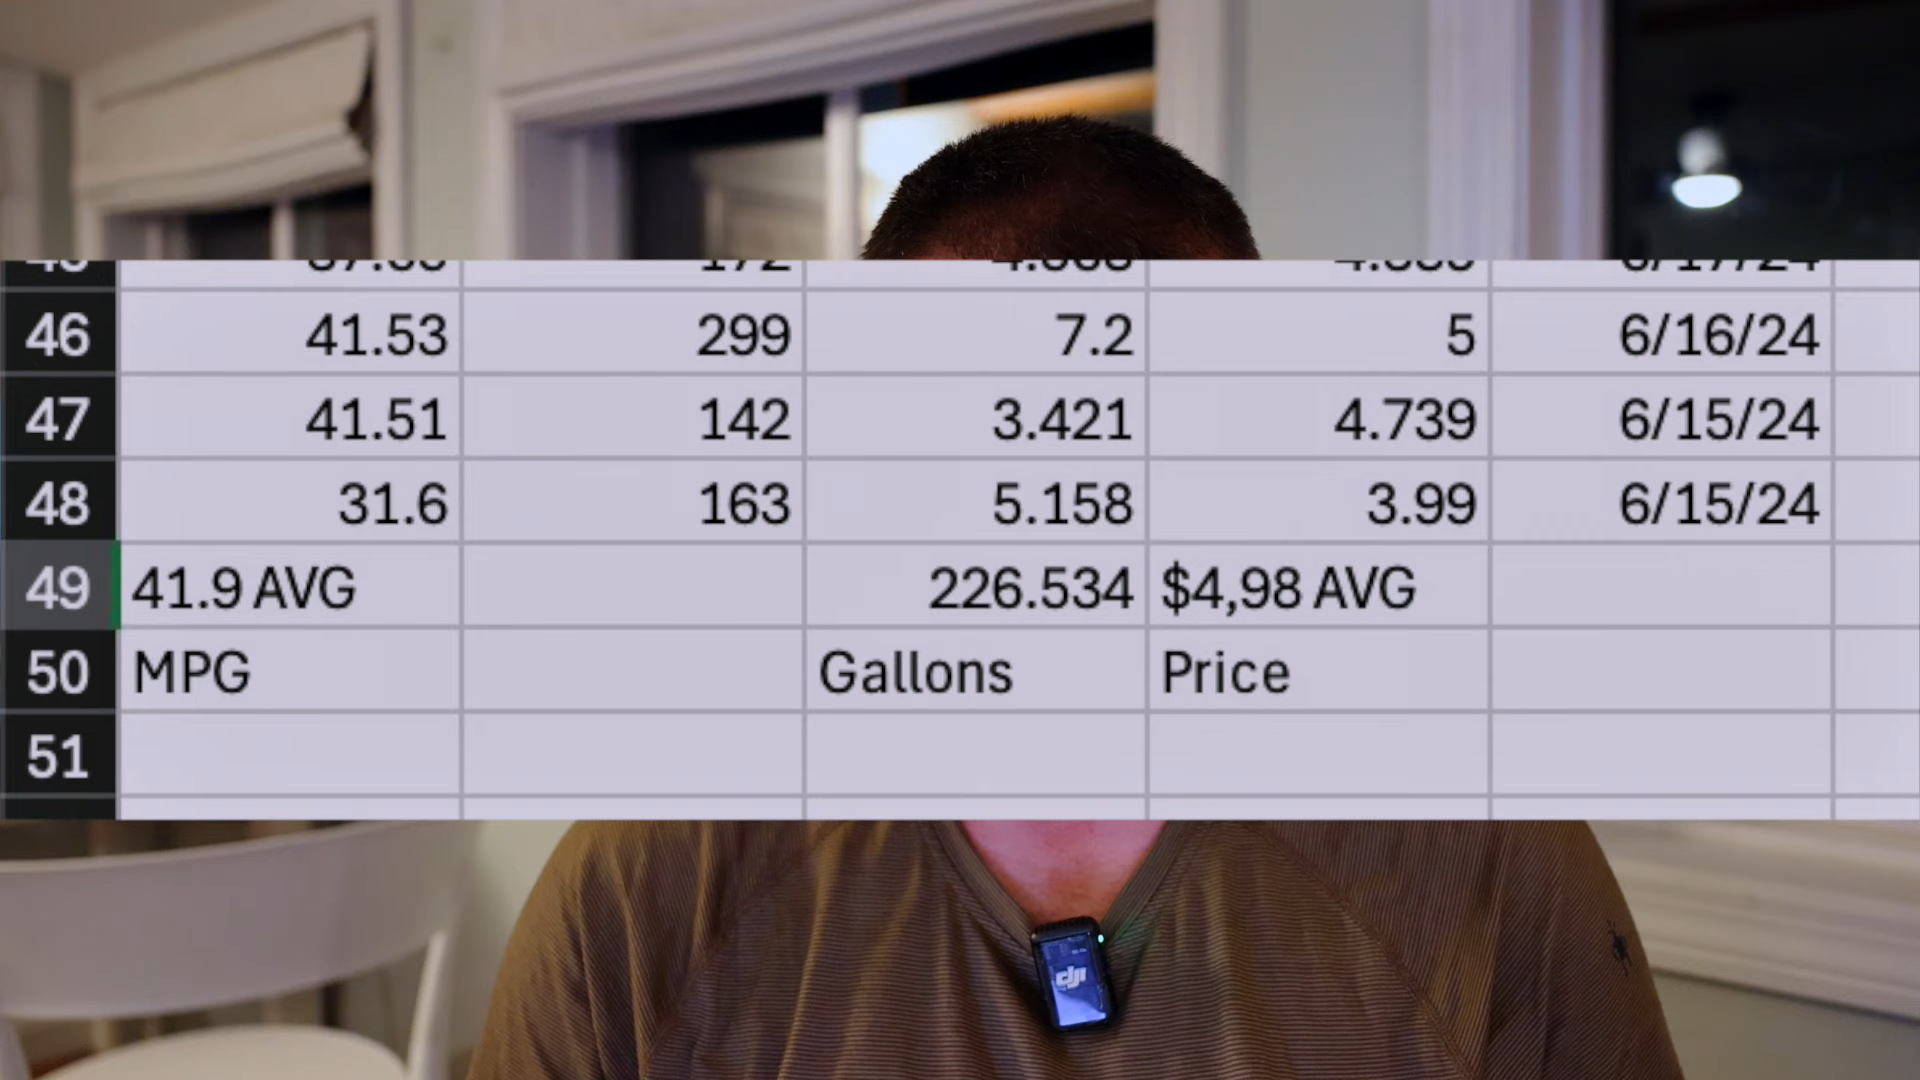 46 41.53 299 7.2 5 6/16/24
47 41.51 142 3.421 4.739 6/15/24
48 31.6 163 5.158 3.99 6/15/24
49 41.9 AVG 226.534 $4,98 AVG
50 MPG Gallons Price
51
dji